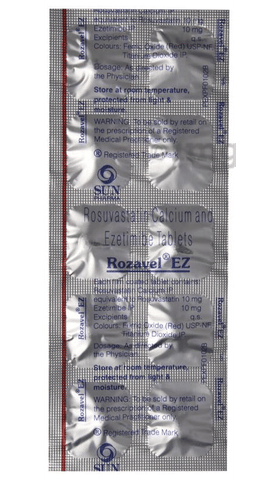 Ezetimibe IP 10 mg
Excipients q.s
Colours: Ferric Oxide (Red) USP-NF
Titanium Dioxide IP
Dosage: As directed by
the Physician
Store at room temperature,
protected from light &
moisture.
WARNING: To be sold by retail on
the prescription of a Registered
Medical Practitioner only
® Registered Trade Mark
SUN
Rozavel® EZ
Rozavel® EZ
Rosuvastatin Calcium and
Ezetimibe Tablets
Rozavel® EZ
Each film coated tablet contains:
Rosuvastatin Calcium IP
equivalent to Rosuvastatin 10 mg
Ezetimibe IP 10 mg
Excipients q.s
Colours: Ferric Oxide (Red) USP-NF
Titanium Dioxide IP
Dosage: As directed by
the Physician
Store at room temperature,
protected from light &
moisture.
WARNING: To be sold by retail on
the prescription of a Registered
Medical Practitioner only
® Registered Trade Mark
SUN
Rozavel® EZ
Rozavel® EZ